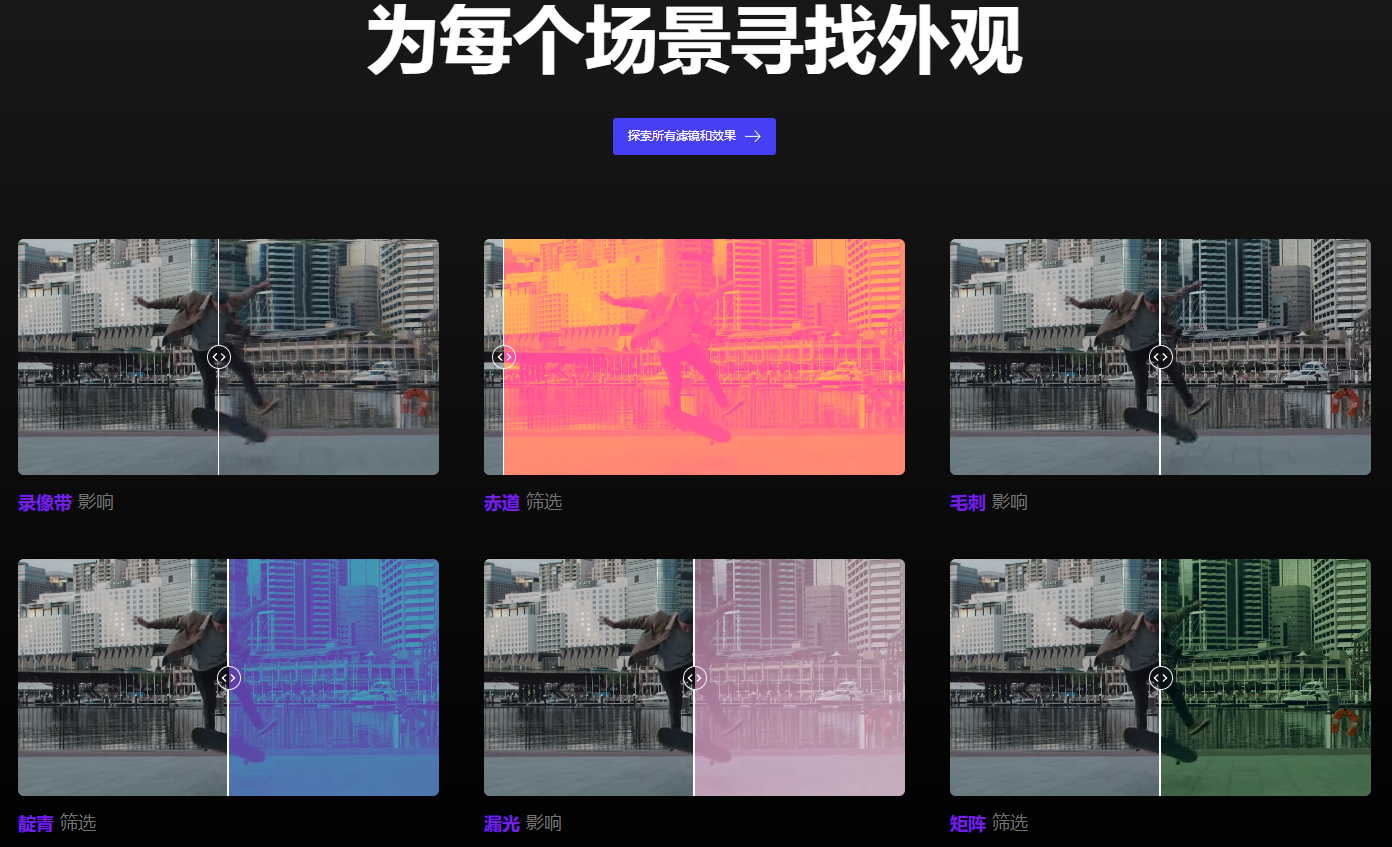 为每个场景寻找外观
探索所有滤镜和效果
录像带 影响
赤道 筛选
毛刺 影响
靛青 筛选
漏光 影响
矩阵 筛选